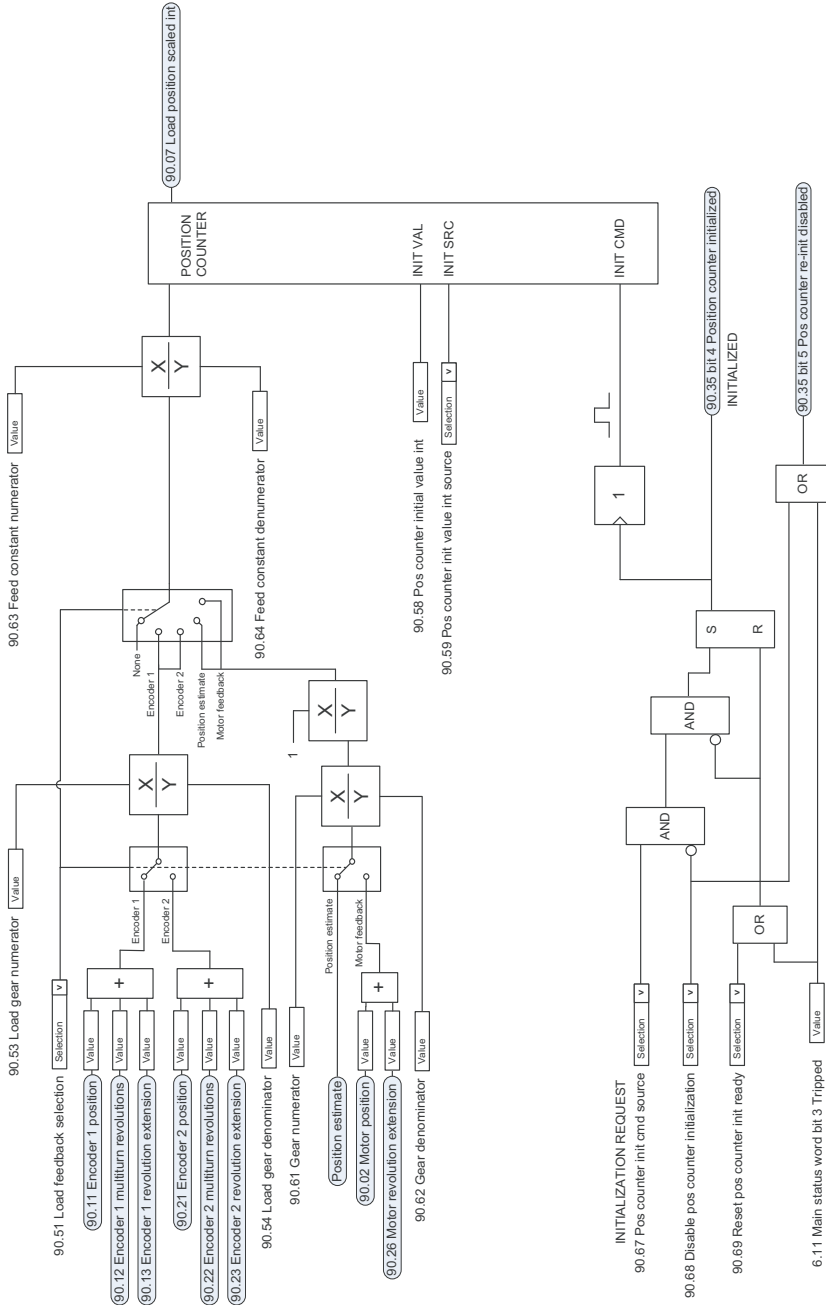 90.53 Load gear numerator
Value
90.51 Load feedback selection
Selection
v
90.11 Encoder 1 position
Value
90.12 Encoder 1 multiturn revolutions
Value
90.13 Encoder 1 revolution extension
Value
+
90.21 Encoder 2 position
Value
90.22 Encoder 2 multiturn revolutions
Value
90.23 Encoder 2 revolution extension
Value
+
90.54 Load gear denominator
Value
90.61 Gear numerator
Value
Position estimate
90.02 Motor position
Value
90.26 Motor revolution extension
Value
+
90.62 Gear denominator
Value
Encoder 1
Encoder 2
Position estimate
Motor feedback
X
Y
X
Y
1
X
Y
None
Encoder 1
Encoder 2
Position estimate
Motor feedback
90.63 Feed constant numerator
Value
X
Y
90.64 Feed constant denumerator
Value
POSITION
COUNTER
90.07 Load position scaled int
90.58 Pos counter initial value int
Value
INIT VAL
90.59 Pos counter init value int source
Selection
v
INIT SRC
INIT CMD
INITIALIZATION REQUEST
90.67 Pos counter init cmd source
Selection
v
90.68 Disable pos counter initialization
Selection
v
90.69 Reset pos counter init ready
Selection
v
6.11 Main status word bit 3 Tripped
Value
AND
OR
AND
S
R
1
90.35 bit 4 Position counter initialized
INITIALIZED
OR
90.35 bit 5 Pos counter re-init disabled